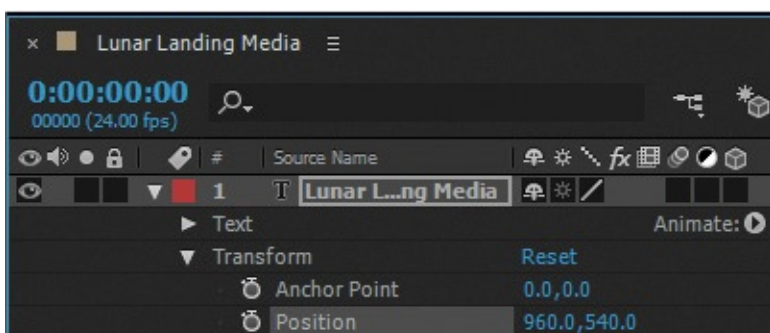 × Lunar Landing Media
0:00:00:00
00000 (24.00 fps)
# Source Name fx
1 T Lunar L...ng Media
Text Animate:
Transform Reset
Anchor Point 0.0,0.0
Position 960.0,540.0